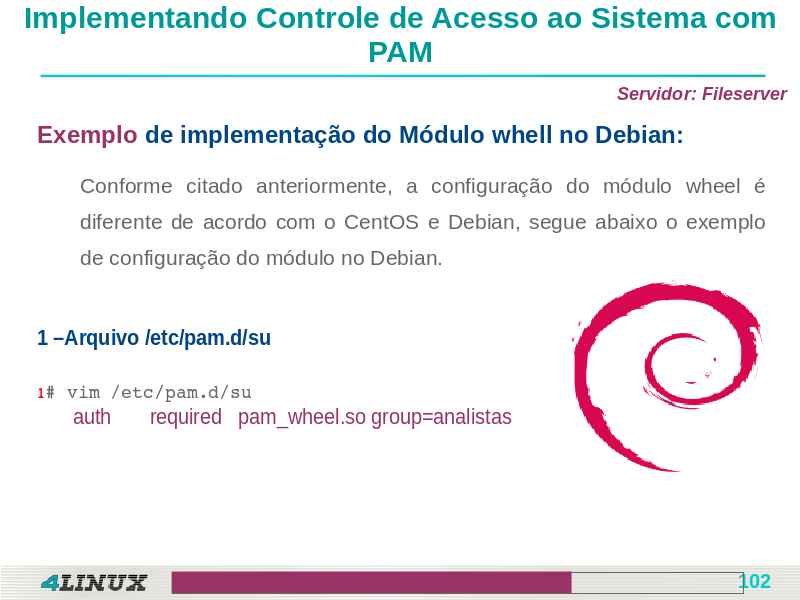 Implementando Controle de Acesso ao Sistema com
PAM
Servidor: Fileserver
Exemplo de implementação do Módulo whell no Debian:
Conforme citado anteriormente, a configuração do módulo wheel é
diferente de acordo com o CentOS e Debian, segue abaixo o exemplo
de configuração do módulo no Debian.
1 –Arquivo /etc/pam.d/su
1# vim /etc/pam.d/su
auth required pam_wheel.so group=analistas
4LINUX
102